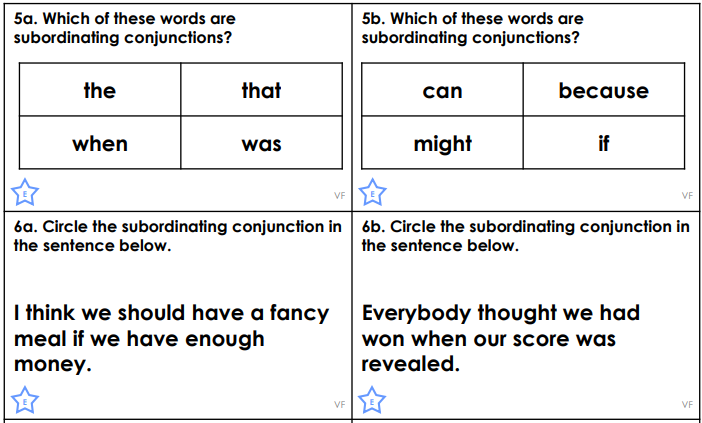 5a. Which of these words are
subordinating conjunctions?
the that
when was
E VF
5b. Which of these words are
subordinating conjunctions?
can because
might if
E VF
6a. Circle the subordinating conjunction in
the sentence below.
I think we should have a fancy
meal if we have enough
money.
E VF
6b. Circle the subordinating conjunction in
the sentence below.
Everybody thought we had
won when our score was
revealed.
E VF